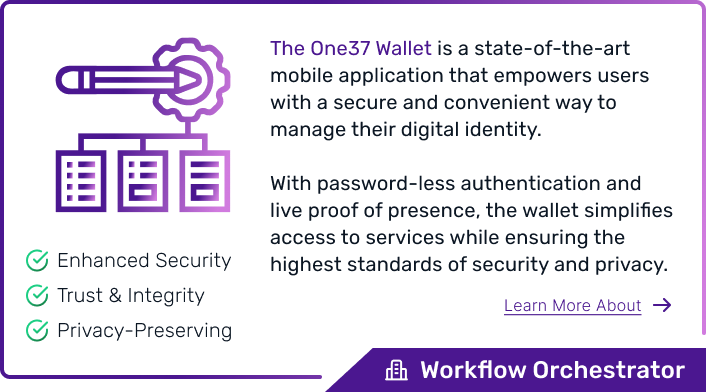 The One37 Wallet is a state-of-the-art
mobile application that empowers users
with a secure and convenient way to
manage their digital identity.
With password-less authentication and
live proof of presence, the wallet simplifies
access to services while ensuring the
highest standards of security and privacy.
Enhanced Security
Trust & Integrity
Privacy-Preserving
Learn More About
Workflow Orchestrator